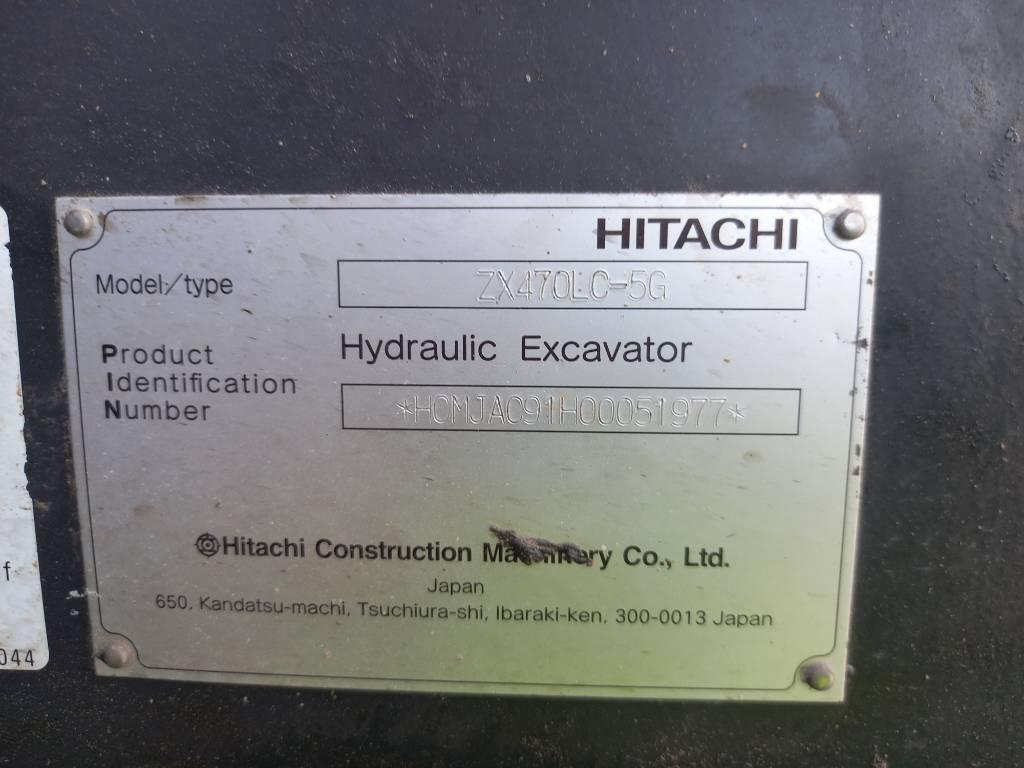 HITACHI
Model/type ZX470LC-5G
Hydraulic Excavator
Product
Identification
Number
*HCMJAC91H00051977*
Hitachi Construction Machinery Co., Ltd.
Japan
650, Kandatsu-machi, Tsuchiura-shi, Ibaraki-ken, 300-0013 Japan
f
044